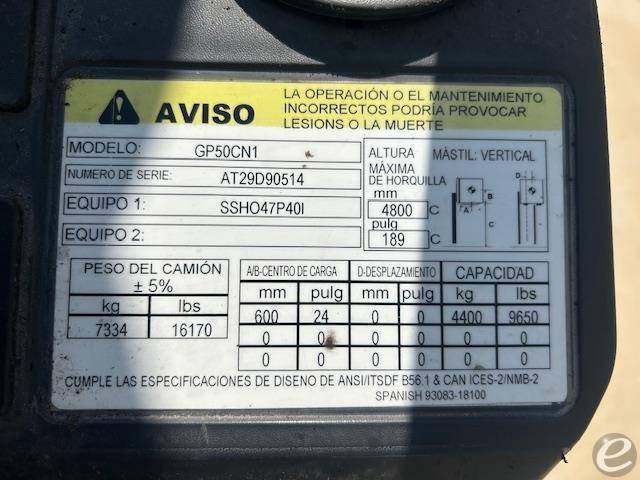 AVISO
LA OPERACIÓN O EL MANTENIMIENTO
INCORRECTOS PODRÍA PROVOCAR
LESIONS O LA MUERTE
MODELO: GP50CN1
NUMERO DE SERIE: AT29D90514
EQUIPO 1: SSHO47P40I
EQUIPO 2:
ALTURA MÁSTIL: VERTICAL
MÁXIMA
DE HORQUILLA
mm
4800 C
pulg
189 C
D
A
B
C
PESO DEL CAMIÓN
± 5%
kg lbs
7334 16170
A/B-CENTRO DE CARGA D-DESPLAZAMIENTO CAPACIDAD
mm pulg mm pulg kg lbs
600 24 0 0 4400 9650
0 0 0 0 0 0
0 0 0 0 0 0
CUMPLE LAS ESPECIFICACIONES DE DISENO DE ANSI/ITSDF B56.1 & CAN ICES-2/NMB-2
SPANISH 93083-18100
e